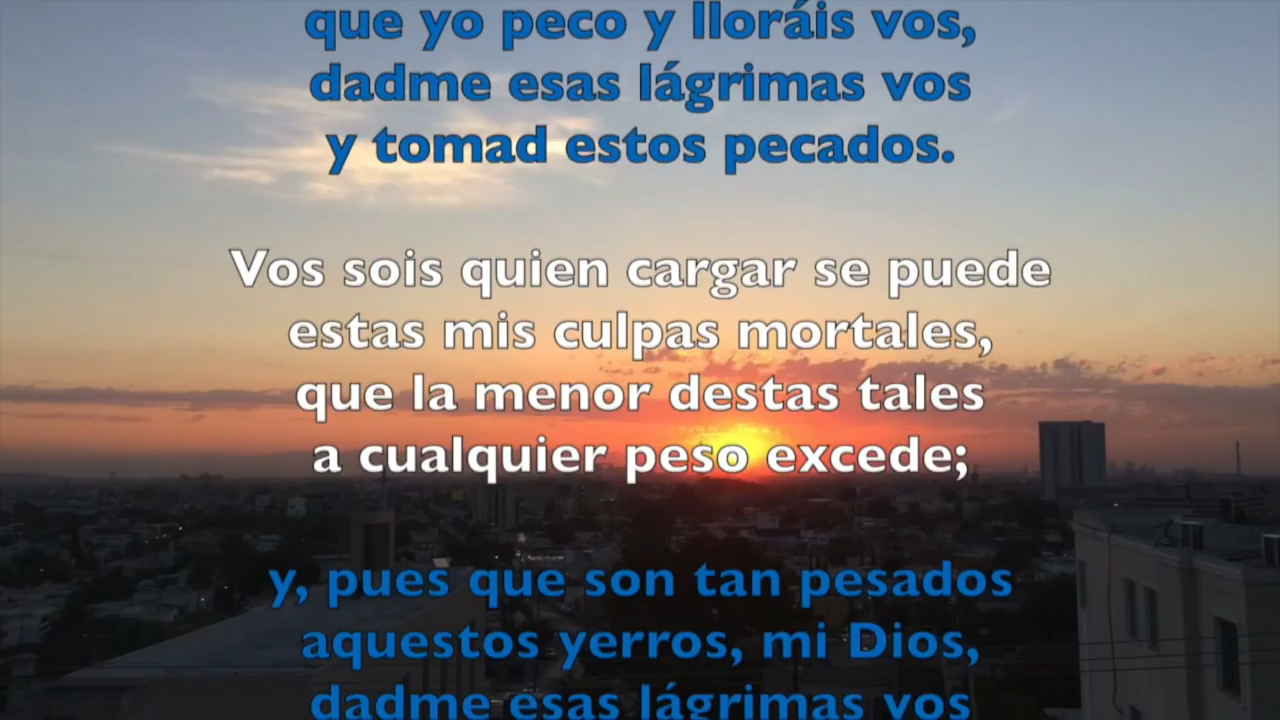 que yo peco y lloráis vos,
dadme esas lágrimas vos
y tomad estos pecados.
Vos sois quien cargar se puede
estas mis culpas mortales,
que la menor destas tales
a cualquier peso excede;
y, pues que son tan pesados
aquestos yerros, mi Dios,
dadme esas lágrimas vos